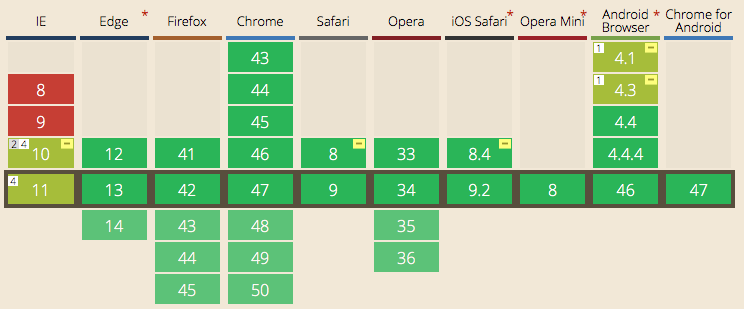 IE Edge * Firefox Chrome Safari Opera iOS Safari * Opera Mini * Android Browser * Chrome for Android
43 1 4.1 -
8 44 1 4.3 -
9 45 4.4
2 4 10 - 12 41 46 8 - 33 8.4 - 4.4.4
4 11 13 42 47 9 34 9.2 8 46 47
14 43 48 35
44 49 36
45 50